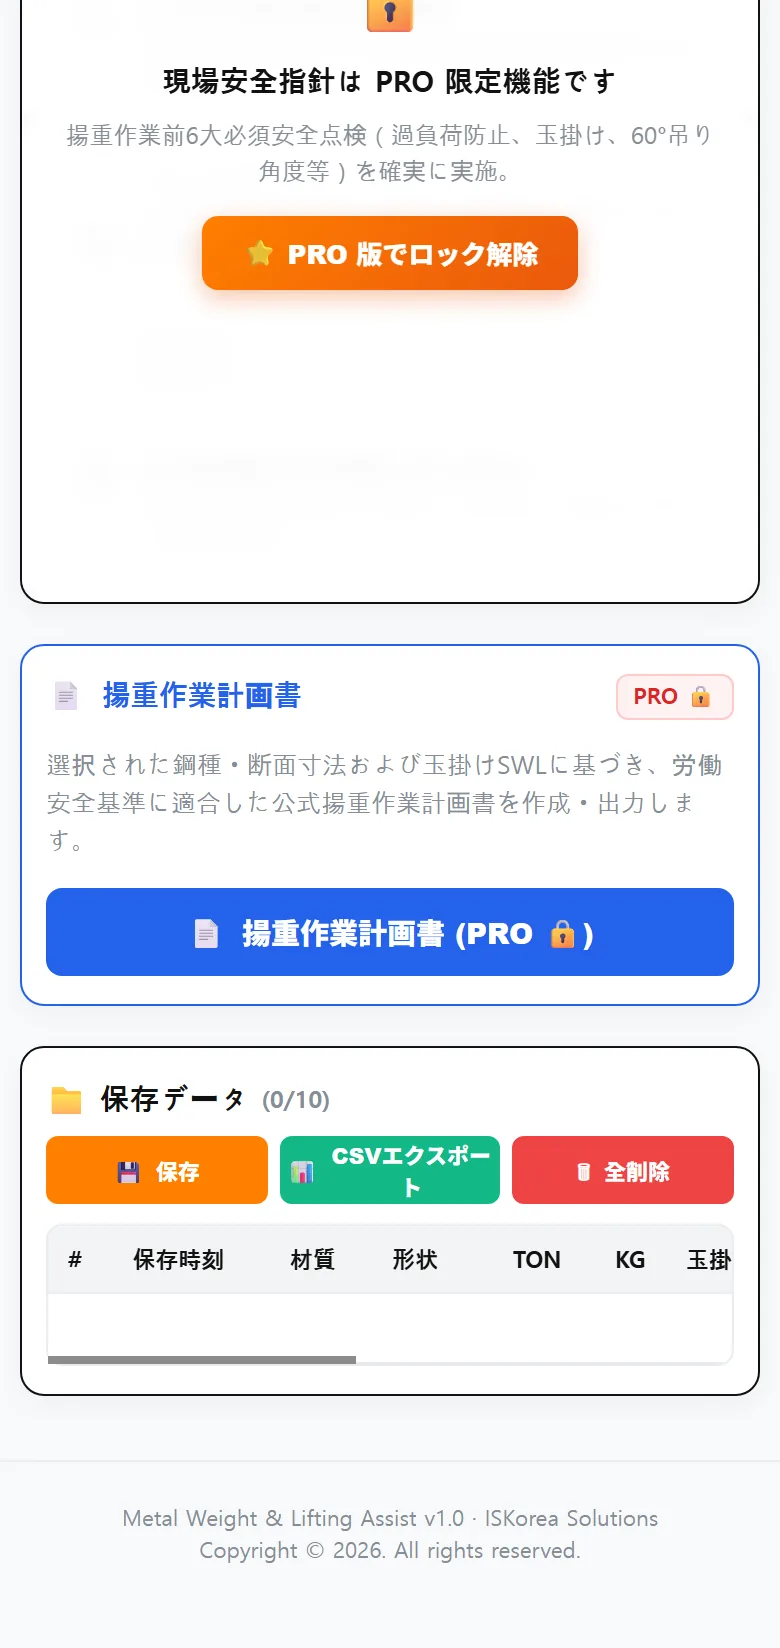 現場安全指針は PRO 限定機能です
揚重作業前6大必須安全点検 ( 過負荷防止、玉掛け、60°吊り
角度等 ) を確実に実施。
PRO 版でロック解除
揚重作業計画書
PRO
選択された鋼種・断面寸法および玉掛けSWLに基づき、労働
安全基準に適合した公式揚重作業計画書を作成・出力しま
す。
揚重作業計画書 (PRO 🔒)
保存データ (0/10)
保存
CSVエクスポー
ト
全削除
# 保存時刻 材質 形状 TON KG 玉掛
Metal Weight & Lifting Assist v1.0 · ISKorea Solutions
Copyright © 2026. All rights reserved.